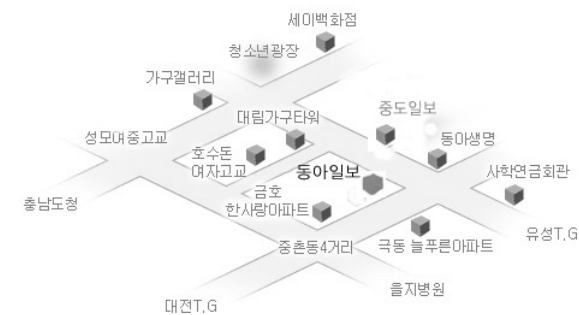 세이백화점
청소년광장
가구갤러리
대림가구타워
중도일보
성모여중고교
호수돈
여자고교
동아생명
동아일보
사학연금회관
충남도청
금호
한사랑아파트
유성T,G
중촌동4거리
극동 늘푸른아파트
을지병원
대전T,G